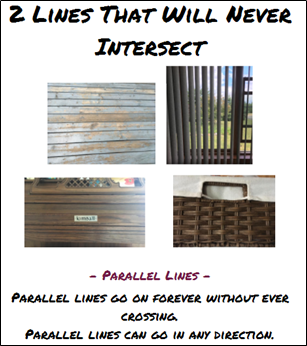 2 Lines That Will Never
Intersect
- Parallel Lines -
Parallel lines go on forever without ever
crossing.
Parallel lines can go in any direction.